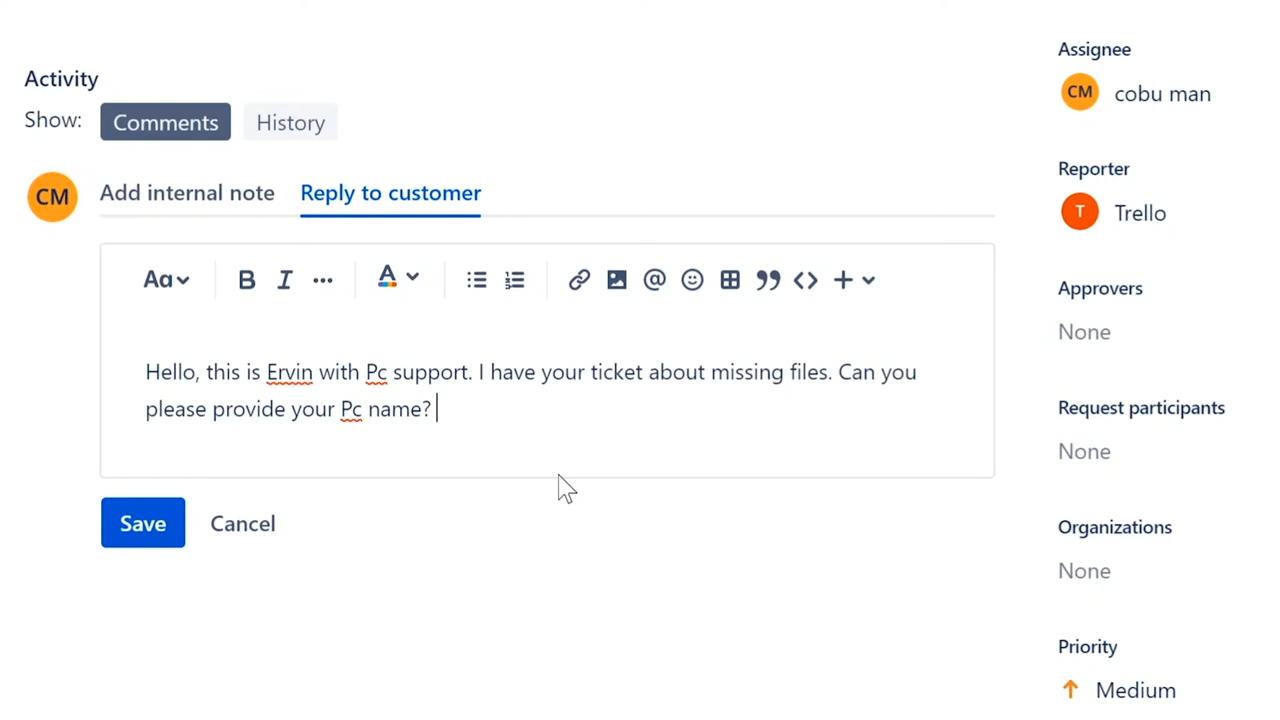 Activity
Show: Comments History
CM Add internal note Reply to customer
Aa B I ... A @
Hello, this is Ervin with Pc support. I have your ticket about missing files. Can you
please provide your Pc name?
Save Cancel
Assignee
CM cobu man
Reporter
T Trello
Approvers
None
Request participants
None
Organizations
None
Priority
Medium